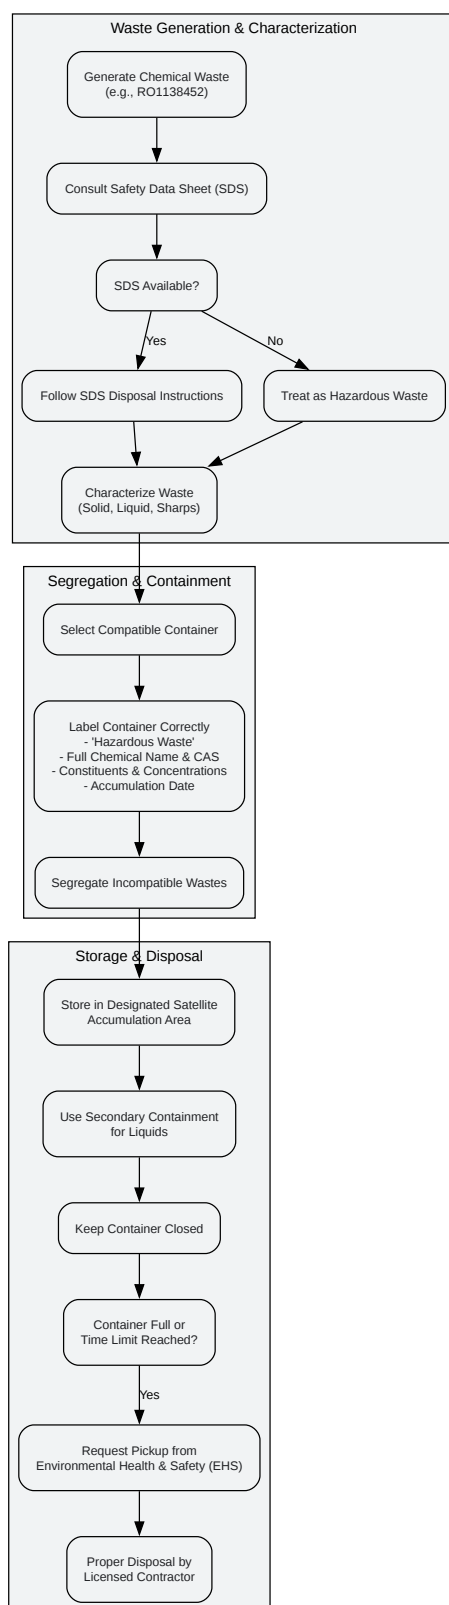 Waste Generation & Characterization
Generate Chemical Waste
(e.g., RO1138452)
Consult Safety Data Sheet (SDS)
SDS Available?
Yes
No
Follow SDS Disposal Instructions
Treat as Hazardous Waste
Characterize Waste
(Solid, Liquid, Sharps)
Segregation & Containment
Select Compatible Container
Label Container Correctly
- 'Hazardous Waste'
- Full Chemical Name & CAS
- Constituents & Concentrations
- Accumulation Date
Segregate Incompatible Wastes
Storage & Disposal
Store in Designated Satellite
Accumulation Area
Use Secondary Containment
for Liquids
Keep Container Closed
Container Full or
Time Limit Reached?
Yes
Request Pickup from
Environmental Health & Safety (EHS)
Proper Disposal by
Licensed Contractor